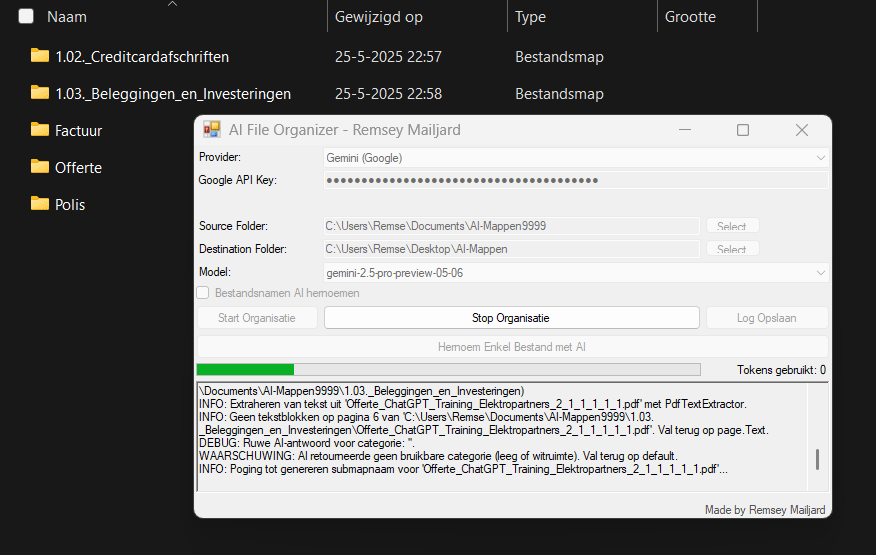 Naam Gewijzigd op Type Grootte
1.02._Creditcardafschriften 25-5-2025 22:57 Bestandsmap
1.03._Beleggingen_en_Investeringen 25-5-2025 22:58 Bestandsmap
Factuur
Offerte
Polis
AI File Organizer - Remsey Mailjard
Provider: Gemini (Google)
Google API Key: ●●●●●●●●●●●●●●●●●●●●●●●●●●●●●●●●●●●●●●●
Source Folder: C:\Users\Remse\Documents\AI-Mappen9999 Select
Destination Folder: C:\Users\Remse\Desktop\AI-Mappen Select
Model: gemini-2.5-pro-preview-05-06
Bestandsnamen AI hernoemen
Start Organisatie Stop Organisatie Log Opslaan
Hernoem Enkel Bestand met AI
Tokens gebruikt: 0
\Documents\AI-Mappen9999\1.03._Beleggingen_en_Investeringen)
INFO: Extraheren van tekst uit 'Offerte_ChatGPT_Training_Elektropartners_2_1_1_1_1_1.pdf' met PdfTextExtractor.
INFO: Geen tekstblokken op pagina 6 van 'C:\Users\Remse\Documents\AI-Mappen9999\1.03.
_Beleggingen_en_Investeringen\Offerte_ChatGPT_Training_Elektropartners_2_1_1_1_1_1.pdf'. Val terug op page.Text.
DEBUG: Ruwe AI-antwoord voor categorie: ''.
WAARSCHUWING: AI retourneerde geen bruikbare categorie (leeg of witruimte). Val terug op default.
INFO: Poging tot genereren submapnaam voor 'Offerte_ChatGPT_Training_Elektropartners_2_1_1_1_1_1.pdf'...
Made by Remsey Mailjard